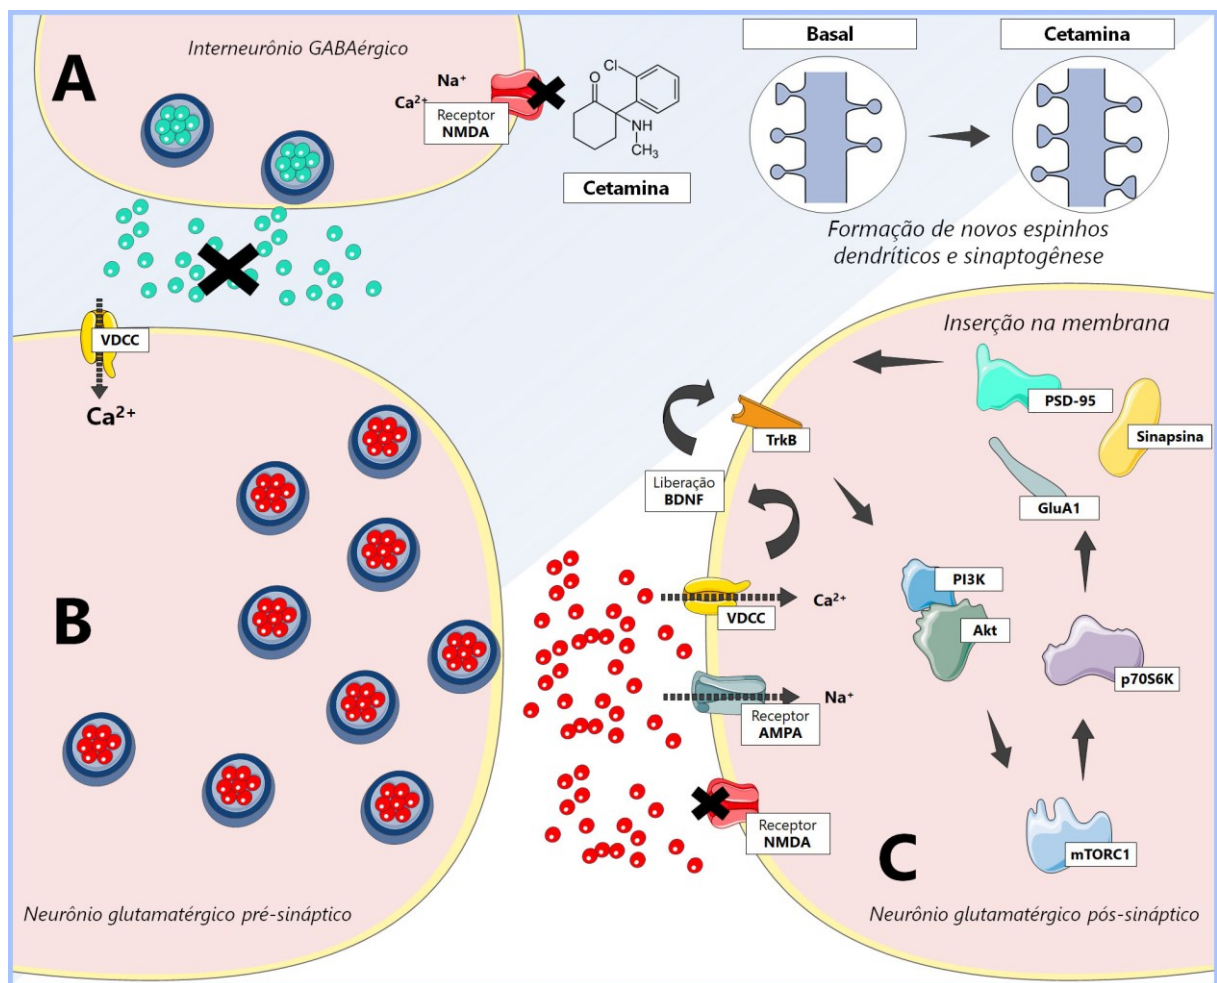 A
Interneurônio GABAérgico
Na⁺
Ca²⁺
Receptor
NMDA
Cl
O
NH
CH₃
Cetamina
Basal
Cetamina
Formação de novos espinhos
dendríticos e sinaptogênese
VDCC
Ca²⁺
B
Neurônio glutamatérgico pré-sináptico
Inserção na membrana
PSD-95
Sinapsina
TrkB
Liberação
BDNF
GluA1
PI3K
Akt
VDCC
Ca²⁺
p70S6K
Receptor
AMPA
Na⁺
Receptor
NMDA
mTORC1
C
Neurônio glutamatérgico pós-sináptico